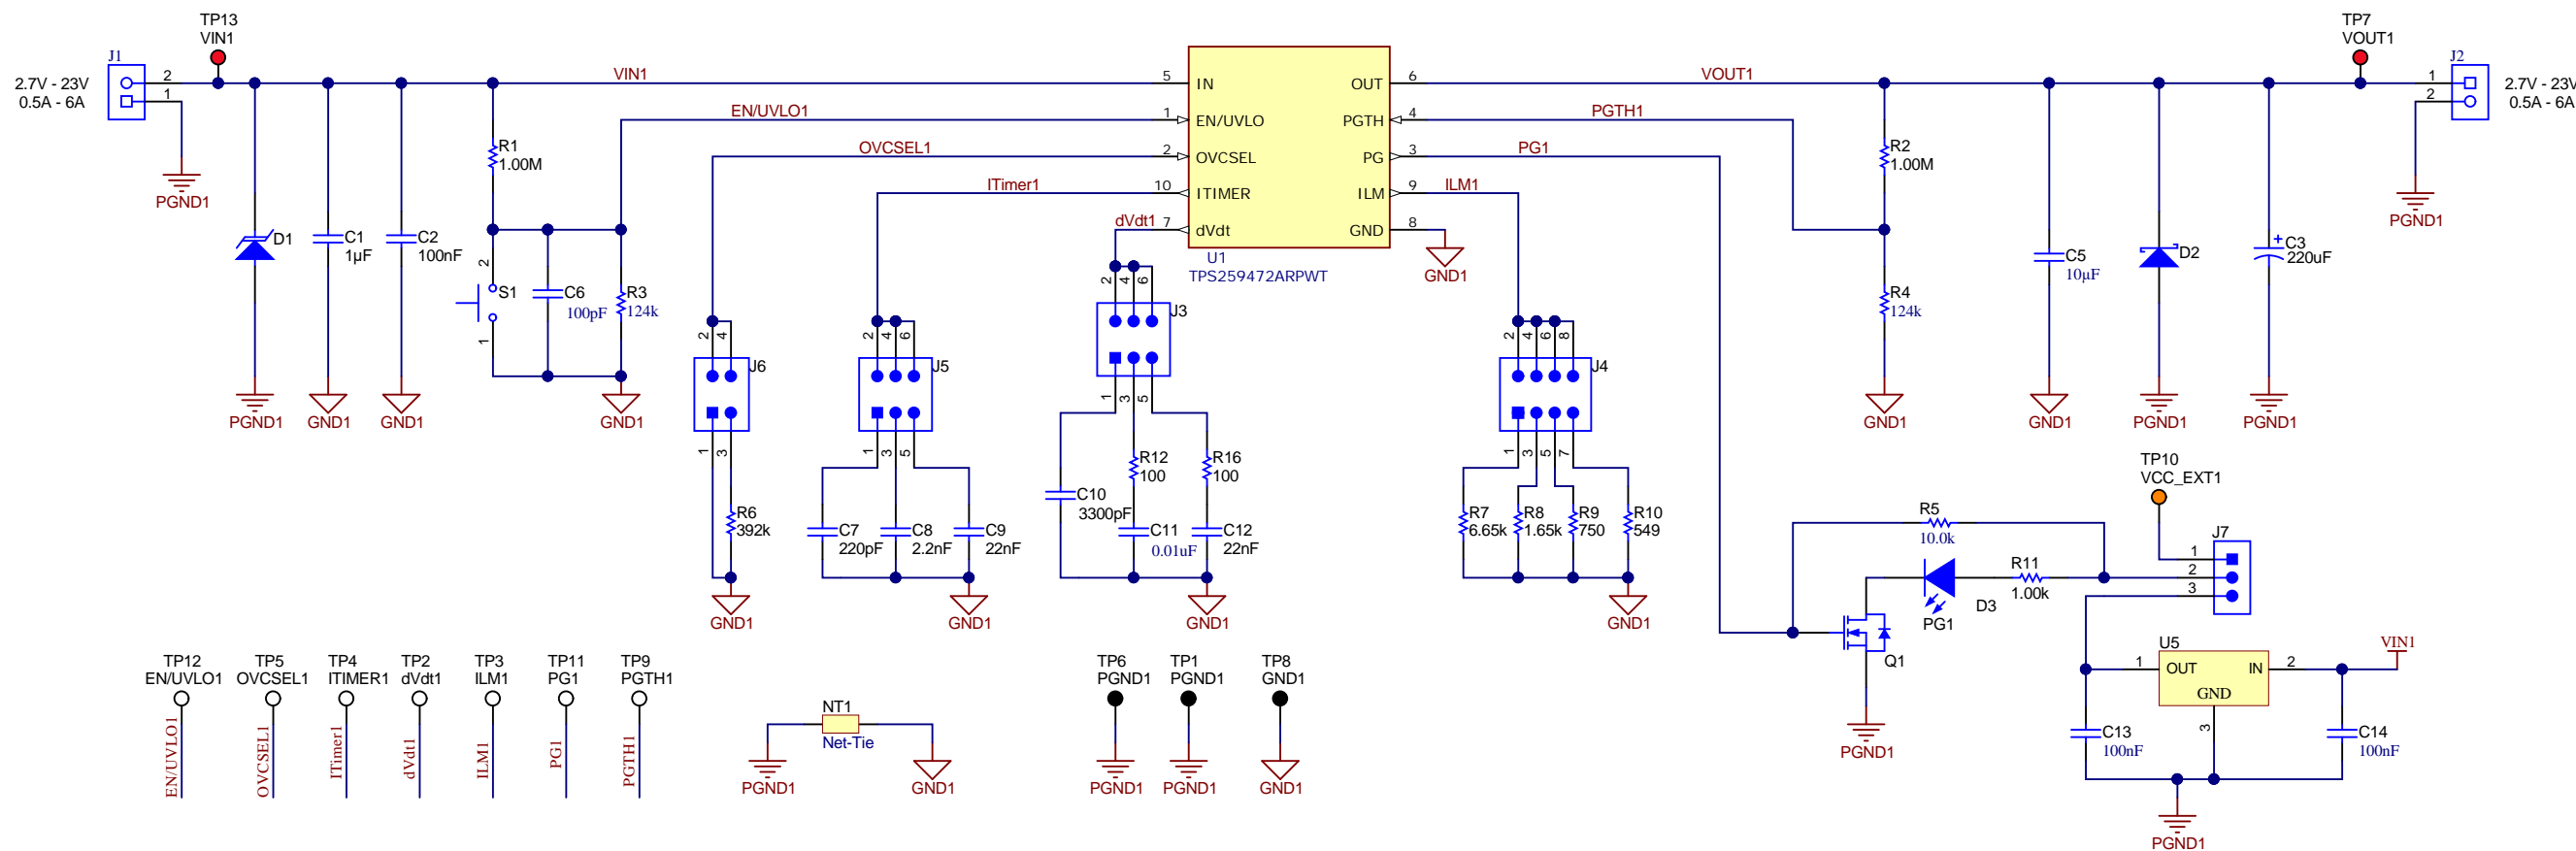 TP13
VIN1
J1
2.7V - 23V
0.5A - 6A
2
1
PGND1
VIN1
EN/UVLO1
OVCSEL1
ITimer1
dVdt1
5
1
2
10
7
IN
EN/UVLO
OVCSEL
ITIMER
dVdt
OUT
PGTH
PG
ILM
GND
6
4
3
9
8
U1
TPS259472ARPWT
VOUT1
PGTH1
PG1
ILM1
GND1
TP7
VOUT1
J2
1
2
2.7V - 23V
0.5A - 6A
PGND1
D1
PGND1
C1
1µF
GND1
C2
100nF
GND1
R1
1.00M
2
S1
1
C6
100pF
R3
124k
GND1
2
4
J6
1
3
R6
392k
GND1
2
4
6
J5
1
3
5
C7
220pF
C8
2.2nF
C9
22nF
GND1
2
4
6
J3
1
3
5
C10
3300pF
R12
100
C11
0.01uF
R16
100
C12
22nF
GND1
2
4
6
8
J4
1
3
5
7
R7
6.65k
R8
1.65k
R9
750
R10
549
GND1
R2
1.00M
R4
124k
GND1
C5
10µF
GND1
D2
PGND1
+
C3
220uF
PGND1
TP10
VCC_EXT1
R5
10.0k
R11
1.00k
D3
PG1
J7
1
2
3
Q1
PGND1
U5
1
OUT
IN
2
GND
3
VIN1
C13
100nF
C14
100nF
PGND1
TP12
EN/UVLO1
EN/UVLO1
TP5
OVCSEL1
OVCSEL1
TP4
ITIMER1
ITimer1
TP2
dVdt1
dVdt1
TP3
ILM1
ILM1
TP11
PG1
PG1
TP9
PGTH1
PGTH1
NT1
Net-Tie
PGND1
GND1
TP6
PGND1
PGND1
TP1
PGND1
PGND1
TP8
GND1
GND1